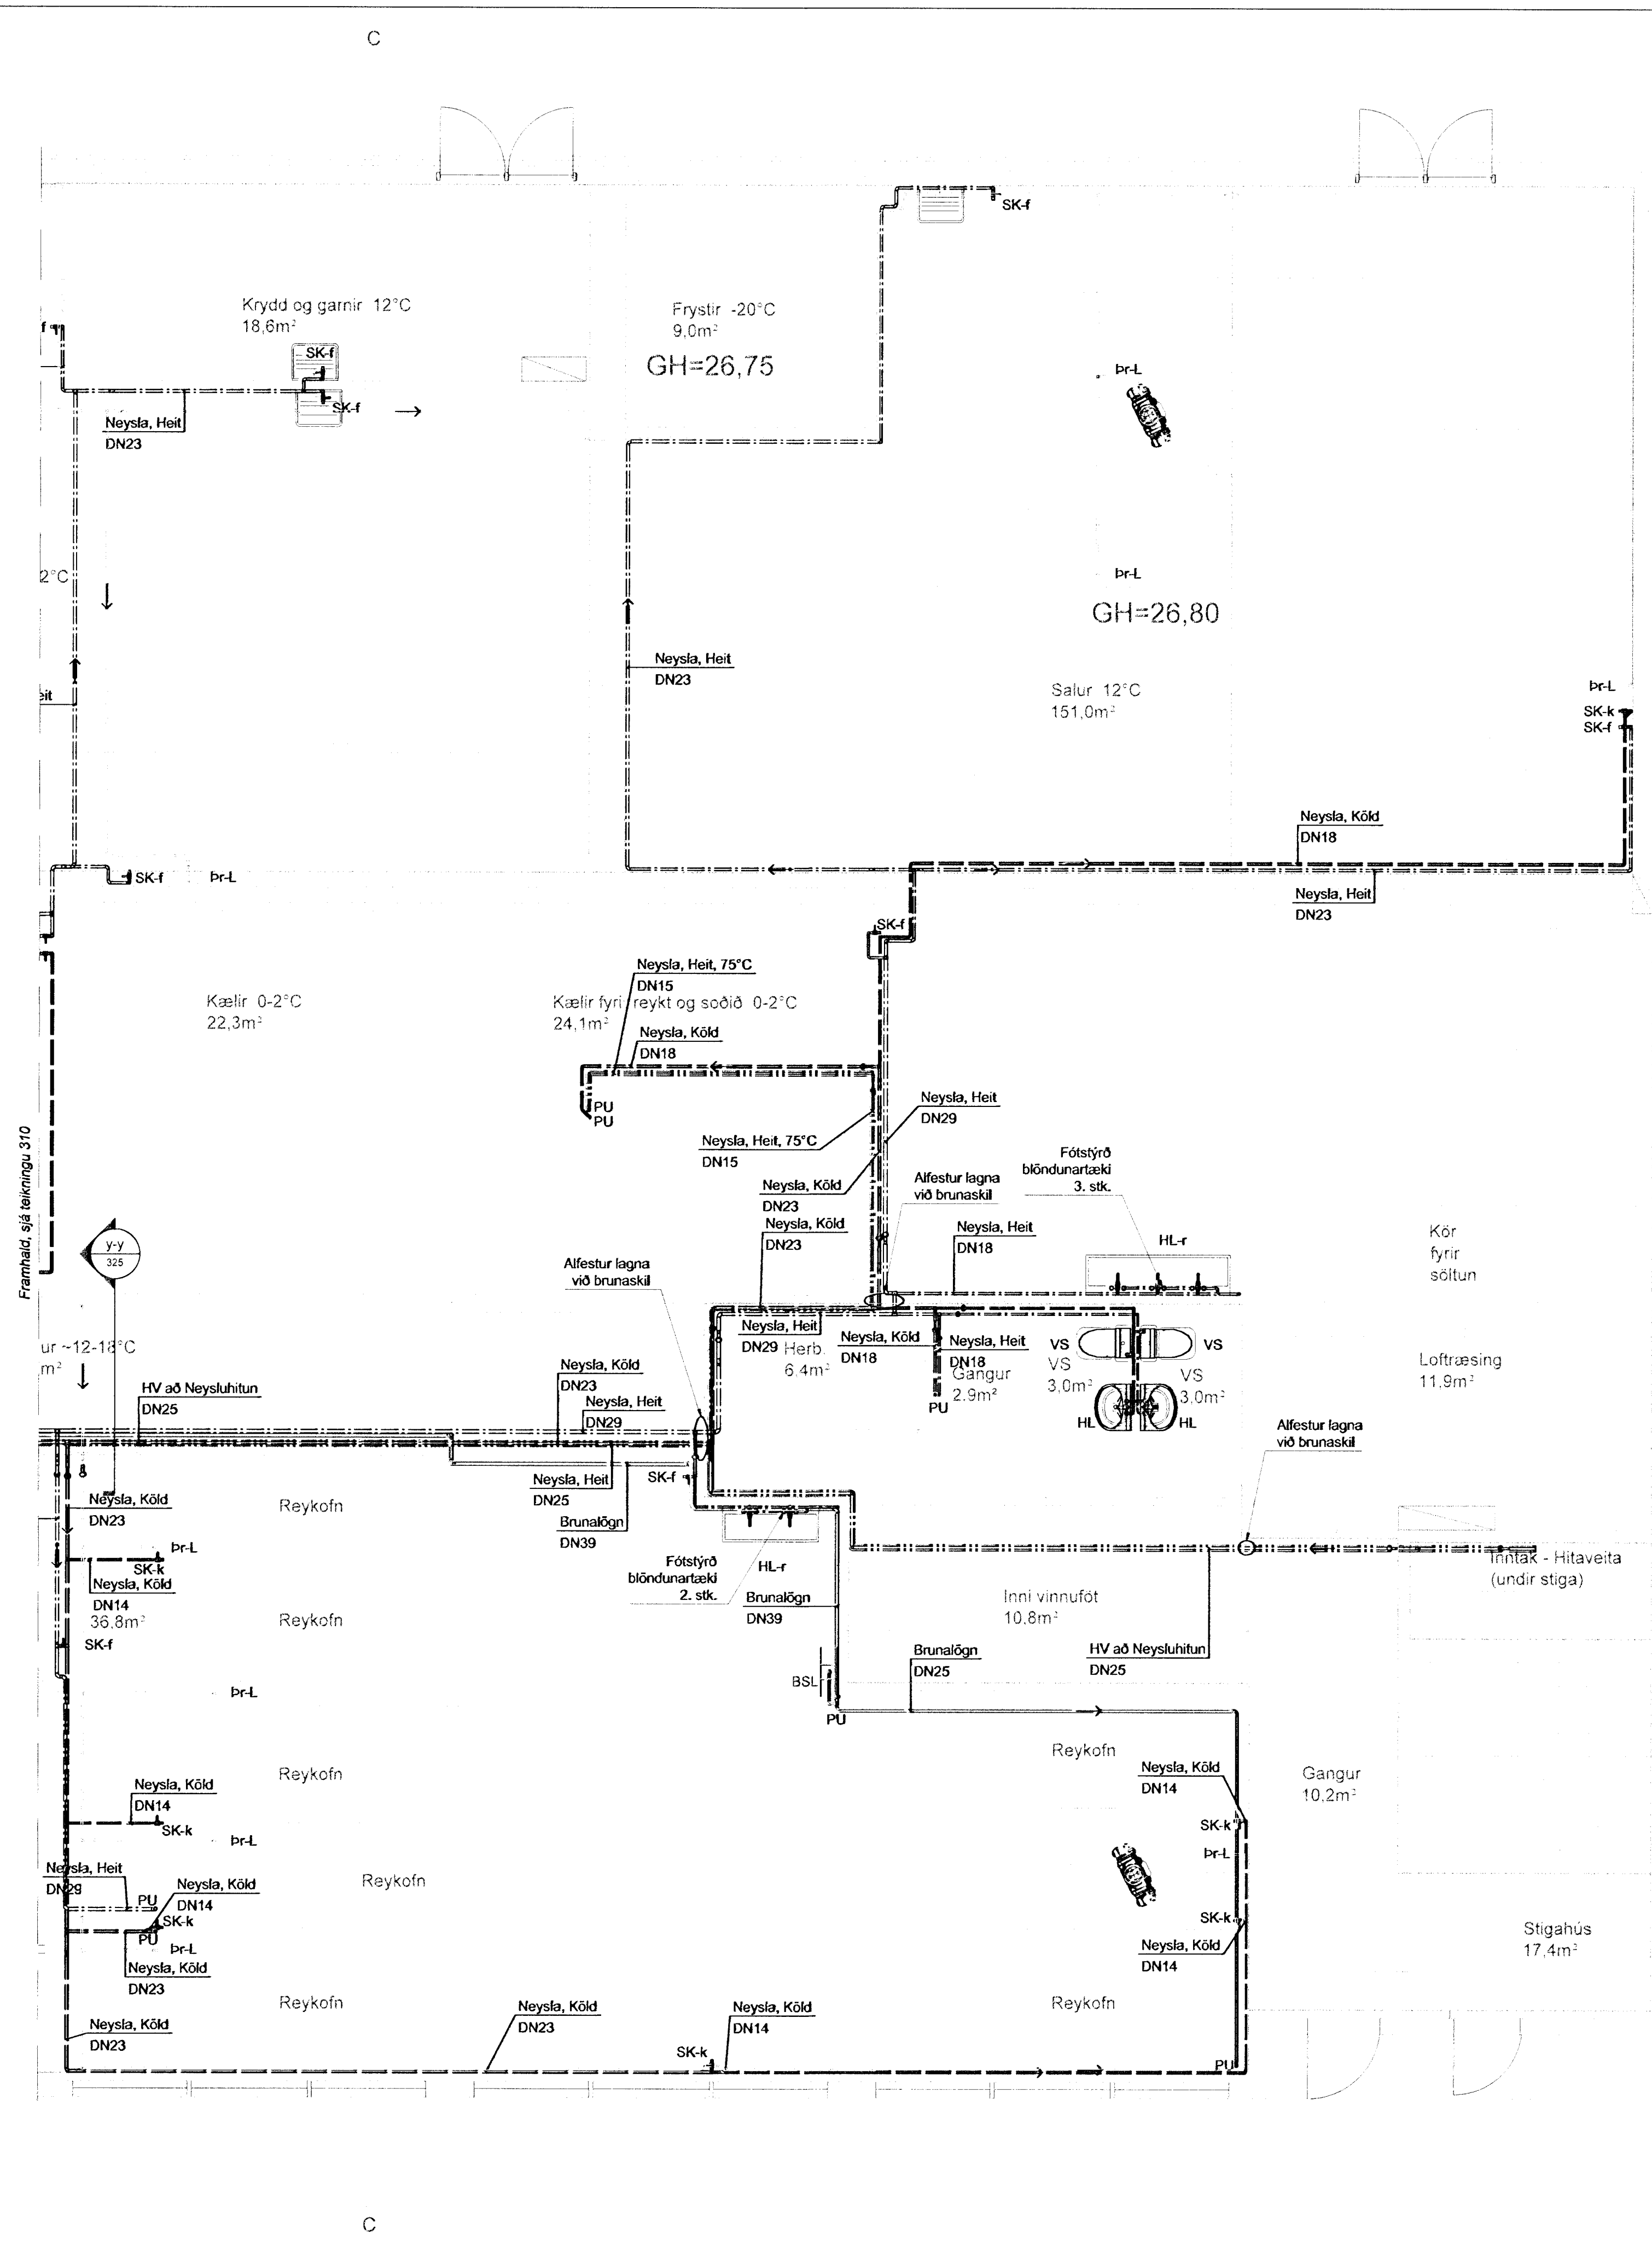 C
SK-f
Krydd og garnir 12°C
18,6m²
Frystir -20°C
9,0m²
GH=26,75
f
SK-f
SK-f
Neysla, Heit
DN23
Þr-L
2°C
Þr-L
GH=26,80
Neysla, Heit
DN23
eit
Salur 12°C
151,0m²
Þr-L
SK-k
SK-f
Neysla, Köld
DN18
SK-f
Þr-L
Neysla, Heit
DN23
SK-f
Neysla, Heit, 75°C
DN15
Kælir 0-2°C
22,3m²
Kælir fyrir reykt og soðið 0-2°C
24,1m²
Neysla, Köld
DN18
PU
PU
Neysla, Heit
DN29
Neysla, Heit, 75°C
DN15
Framhald, sjá teikningu 310
Fótstýrð
blöndunartæki
3. stk.
Alfestur lagna
við brunaskil
Neysla, Köld
DN23
Neysla, Köld
DN23
Neysla, Heit
DN18
HL-r
Kör
fyrir
söltun
y-y
325
Alfestur lagna
við brunaskil
Neysla, Heit
DN29
Herb.
6,4m²
Neysla, Köld
DN18
Neysla, Heit
DN18
Gangur
2,9m²
PU
VS
VS
VS
3,0m²
VS
3,0m²
HL
HL
Loftræsing
11,9m²
ur ~12-18°C
m²
HV að Neysluhitun
DN25
Neysla, Köld
DN23
Neysla, Heit
DN29
Alfestur lagna
við brunaskil
Neysla, Heit
DN25
SK-f
Neysla, Köld
DN23
Reykofn
Brunalögn
DN39
Þr-L
SK-k
Neysla, Köld
DN14
36,8m²
SK-f
Reykofn
Fótstýrð
blöndunartæki
2. stk.
HL-r
Brunalögn
DN39
Inntak - Hitaveita
(undir stiga)
Inni vinnuföt
10,8m²
Brunalögn
DN25
HV að Neysluhitun
DN25
BSL
PU
Þr-L
Reykofn
Reykofn
Neysla, Köld
DN14
SK-k
Þr-L
Neysla, Köld
DN14
SK-k
Þr-L
Gangur
10,2m²
Neysla, Heit
DN29
PU
Neysla, Köld
DN14
SK-k
PU
Þr-L
Neysla, Köld
DN23
Reykofn
SK-k
Neysla, Köld
DN14
Stigahús
17,4m²
Reykofn
Neysla, Köld
DN23
Neysla, Köld
DN23
Neysla, Köld
DN14
SK-k
Reykofn
PU
C